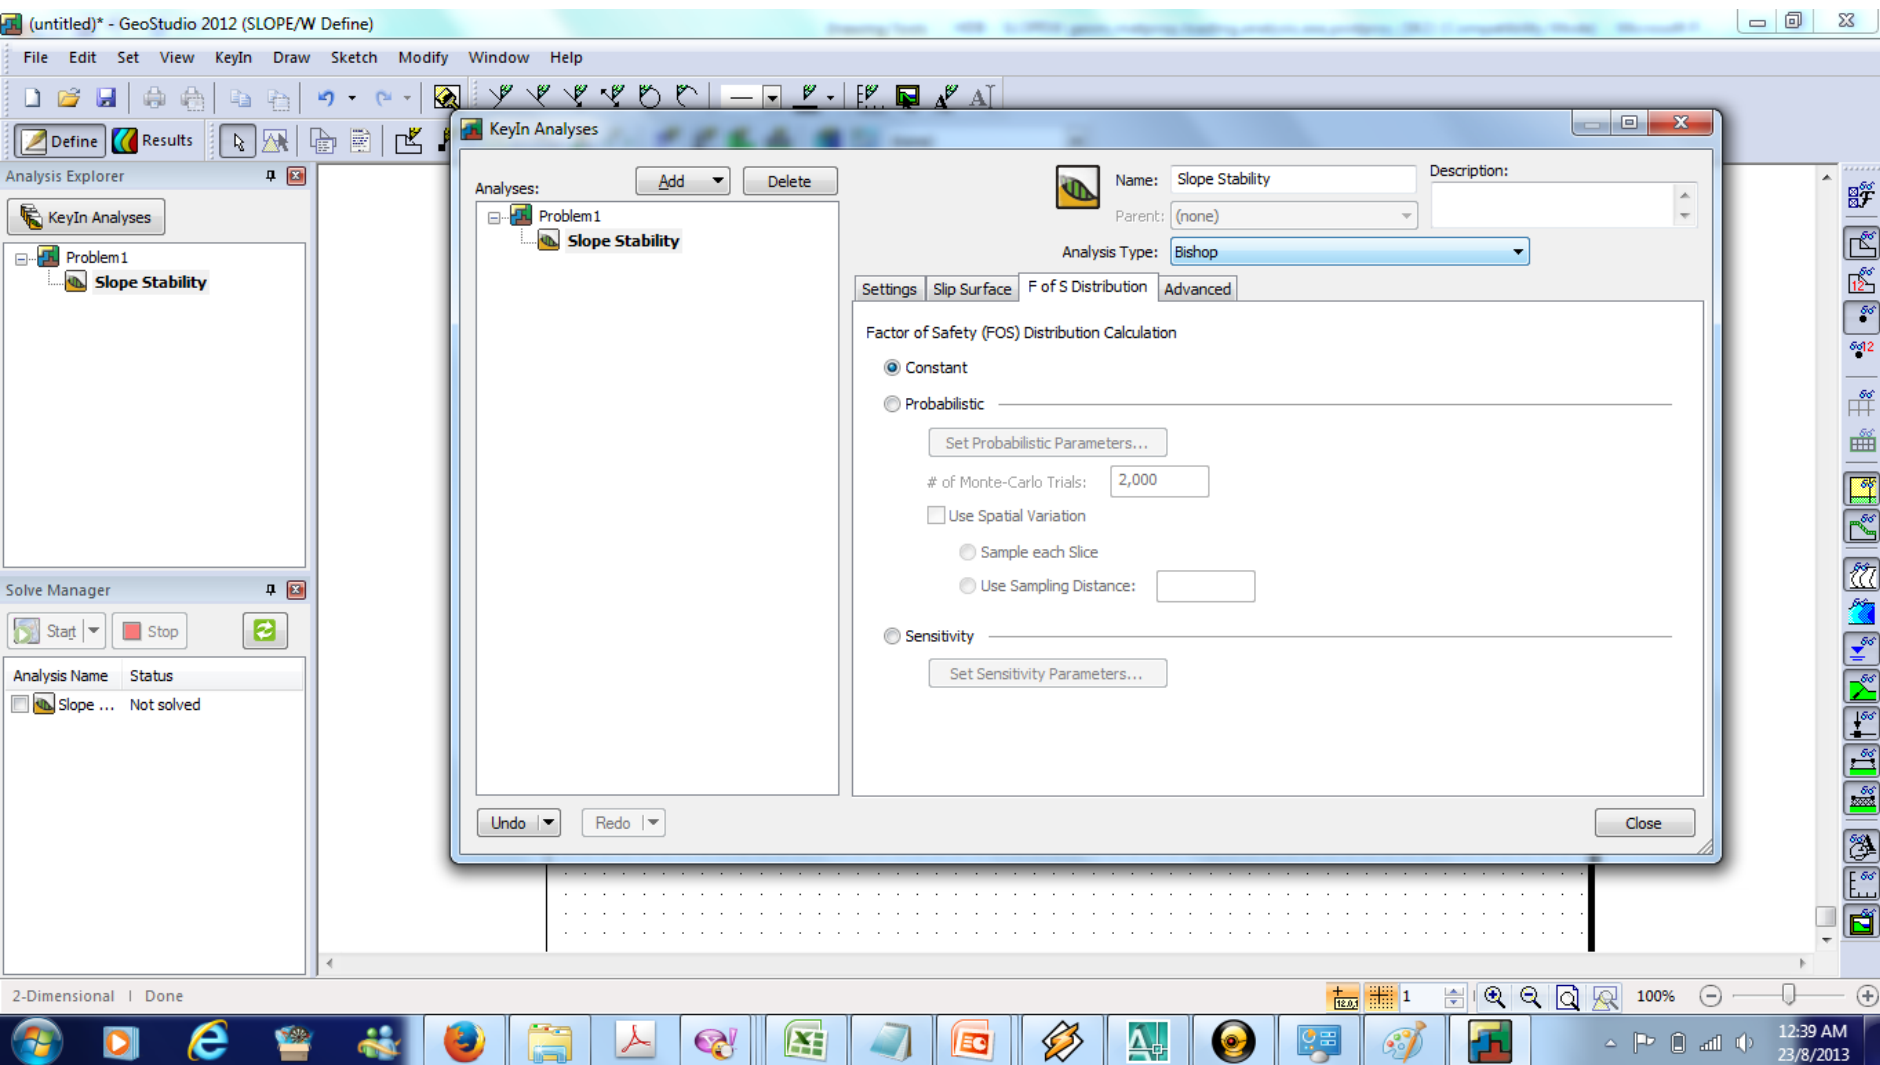 (untitled)* - GeoStudio 2012 (SLOPE/W Define)
File Edit Set View KeyIn Draw Sketch Modify Window Help
Define Results
Analysis Explorer
KeyIn Analyses
Problem1
Slope Stability
Solve Manager
Start Stop
Analysis Name Status
Slope ... Not solved
KeyIn Analyses
Analyses: Add Delete
Problem1
Slope Stability
Name: Slope Stability
Description:
Parent: (none)
Analysis Type: Bishop
Settings Slip Surface F of S Distribution Advanced
Factor of Safety (FOS) Distribution Calculation
Constant
Probabilistic
Set Probabilistic Parameters...
# of Monte-Carlo Trials: 2,000
Use Spatial Variation
Sample each Slice
Use Sampling Distance:
Sensitivity
Set Sensitivity Parameters...
Undo Redo Close
2-Dimensional | Done
1 100%
12:39 AM
23/8/2013